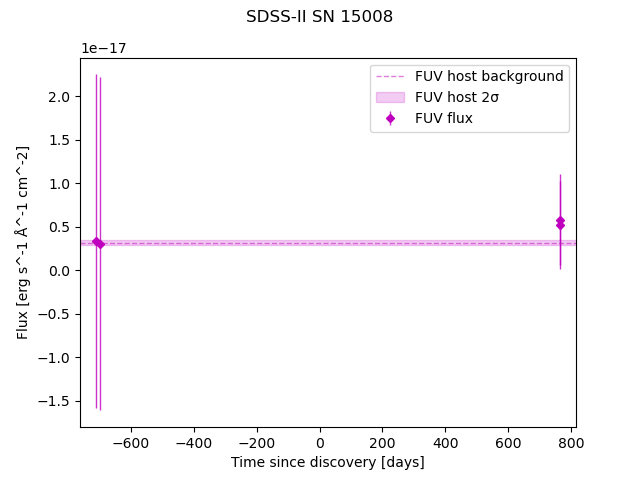 SDSS-II SN 15008
1e−17
FUV host background
FUV host 2σ
FUV flux
2.0
1.5
1.0
0.5
0.0
−0.5
−1.0
−1.5
Flux [erg s^-1 Å^-1 cm^-2]
−600
−400
−200
0
200
400
600
800
Time since discovery [days]